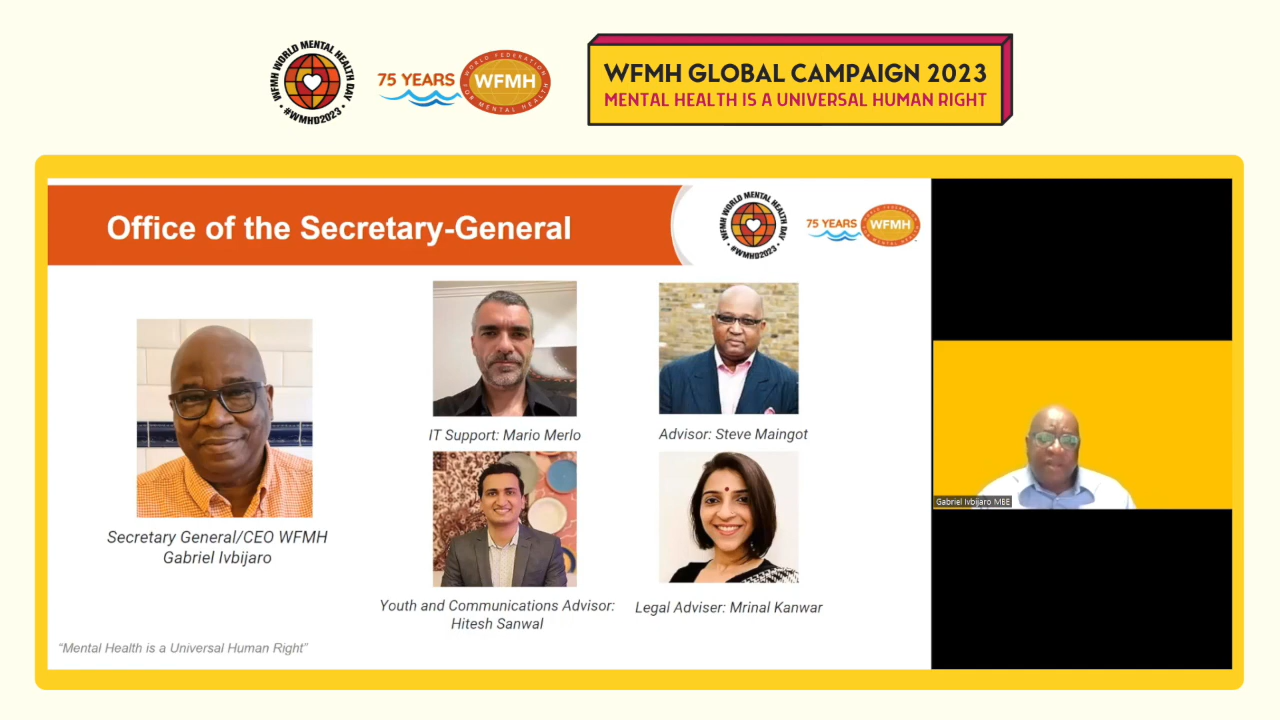 WFMH WORLD MENTAL HEALTH DAY
#WMHD2023
75 YEARS
WORLD FEDERATION
WFMH
FOR MENTAL HEALTH
WFMH GLOBAL CAMPAIGN 2023
MENTAL HEALTH IS A UNIVERSAL HUMAN RIGHT
Office of the Secretary-General
WFMH WORLD MENTAL HEALTH DAY
#WMHD2023
75 YEARS
WFMH
IT Support: Mario Merlo
Advisor: Steve Maingot
Secretary General/CEO WFMH
Gabriel Ivbijaro
Youth and Communications Advisor:
Hitesh Sanwal
Legal Adviser: Mrinal Kanwar
“Mental Health is a Universal Human Right”
Gabriel Ivbijaro MBE